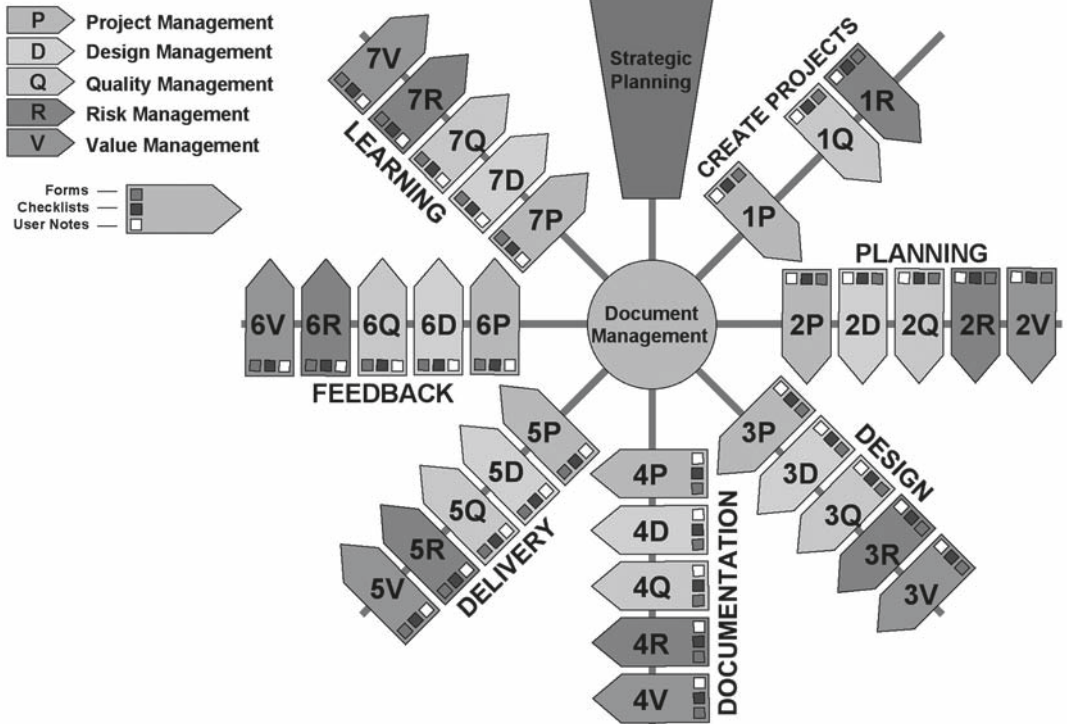 P Project Management
D Design Management
Q Quality Management
R Risk Management
V Value Management
Forms
Checklists
User Notes
Strategic
Planning
Document
Management
CREATE PROJECTS
1P
1Q
1R
PLANNING
2P 2D 2Q 2R 2V
DESIGN
3P
3D
3Q
3R
3V
DOCUMENTATION
4P
4D
4Q
4R
4V
DELIVERY
5P
5D
5Q
5R
5V
FEEDBACK
6V 6R 6Q 6D 6P
LEARNING
7V
7R
7Q
7D
7P